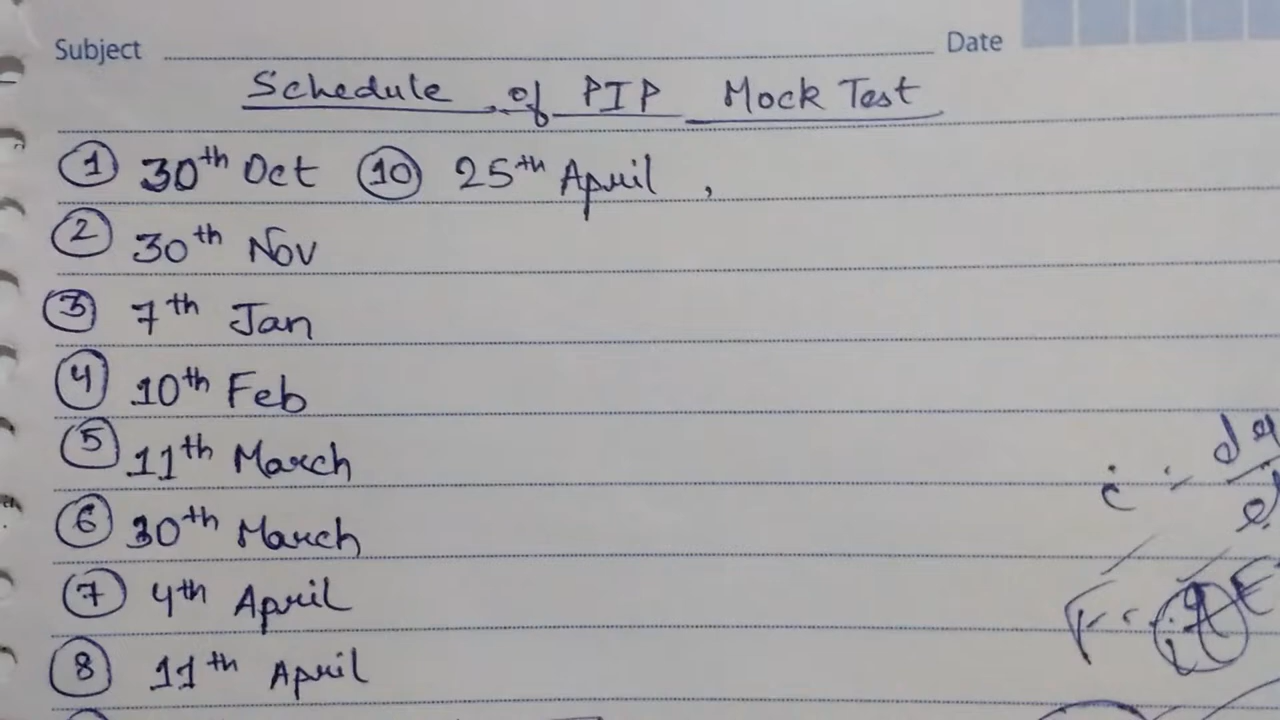 Subject Date
Schedule of PIP Mock Test
1 30th Oct 10 25th April ,
2 30th Nov
3 7th Jan
4 10th Feb
5 11th March
6 30th March
7 4th April
8 11th April